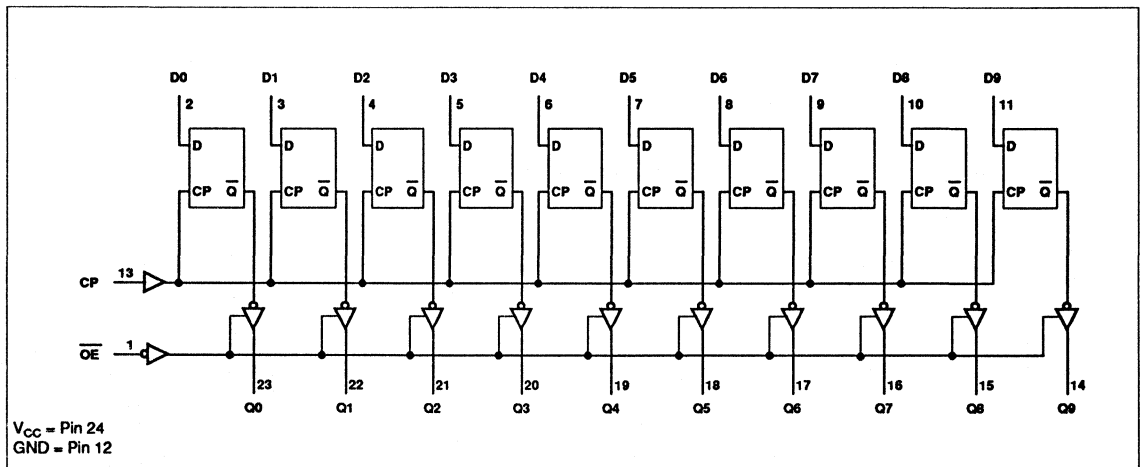 D0 D1 D2 D3 D4 D5 D6 D7 D8 D9
2 3 4 5 6 7 8 9 10 11
D D D D D D D D D D
CP Q̅ CP Q̅ CP Q̅ CP Q̅ CP Q̅ CP Q̅ CP Q̅ CP Q̅ CP Q̅ CP Q̅
CP 13
O̅E̅ 1
23 22 21 20 19 18 17 16 15 14
Q0 Q1 Q2 Q3 Q4 Q5 Q6 Q7 Q8 Q9
VCC = Pin 24
GND = Pin 12